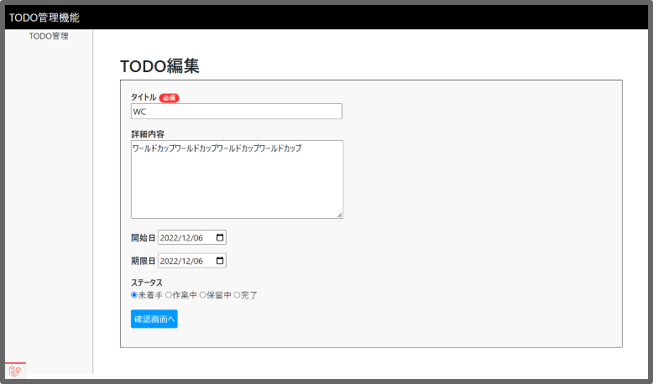 TODO管理機能
TODO管理
TODO編集
タイトル 必須
WC
詳細内容
ワールドカップワールドカップワールドカップワールドカップ
開始日 2022/12/06
期限日 2022/12/06
ステータス
未着手 作業中 保留中 完了
確認画面へ